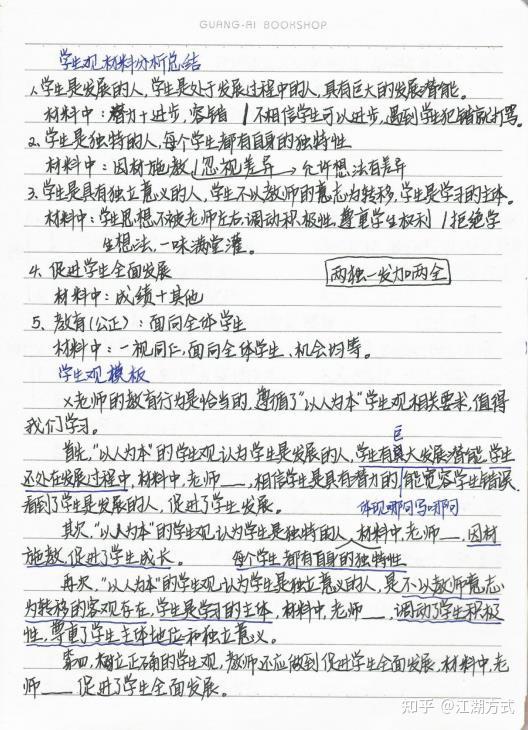 GUANG-AI BOOKSHOP
学生观材料分析总结
1、学生是发展的人,学生是处于发展过程中的人,具有巨大的发展潜能。
材料中:潜力+进步,容错 / 不相信学生可以进步,遇到学生犯错就打骂。
2、学生是独特的人,每个学生都有自身的独特性
材料中:因材施教/忽视差异→允许想法有差异
3、学生是具有独立意义的人,学生不以教师的意志为转移,学生是学习的主体。
材料中:学生思想不被老师左右,调动积极性,尊重学生权利 / 拒绝学
生想法,一味满堂灌。
4、促进学生全面发展
两独一发加两全
材料中:成绩+其他
5、教育(公正):面向全体学生
材料中:一视同仁,面向全体学生、机会均等。
学生观模板
X老师的教育行为是恰当的,遵循了"以人为本"学生观相关要求,值得
我们学习。
首先,"以人为本"的学生观认为学生是发展的人,学生有巨大发展潜能,学生
还处在发展过程中,材料中,老师___,相信学生是具有潜力的/能宽容学生错误,
看到了学生是发展的人,促进了学生发展。
体现哪问写哪问
其次,"以人为本"的学生观认为学生是独特的人,材料中,老师__,因材
施教,促进了学生成长。
每个学生都有自身的独特性
再次,"以人为本"的学生观认为学生是独立意义的人,是不以教师意志
为转移的客观存在,学生是学习的主体,材料中,老师___,调动了学生积极
性,尊重了学生主体地位和独立意义。
第四,树立正确的学生观,教师还应做到促进学生全面发展,材料中,老
师___促进了学生全面发展。
知乎 @江湖方式